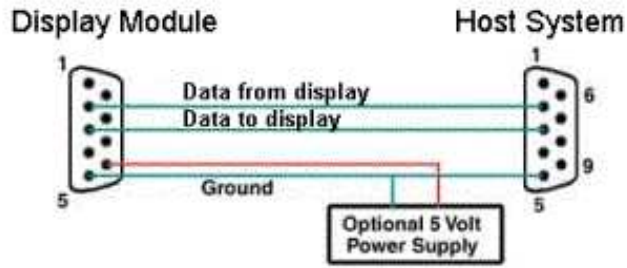 Display Module
Host System
1
1
Data from display
6
Data to display
9
5
Ground
5
Optional 5 Volt
Power Supply